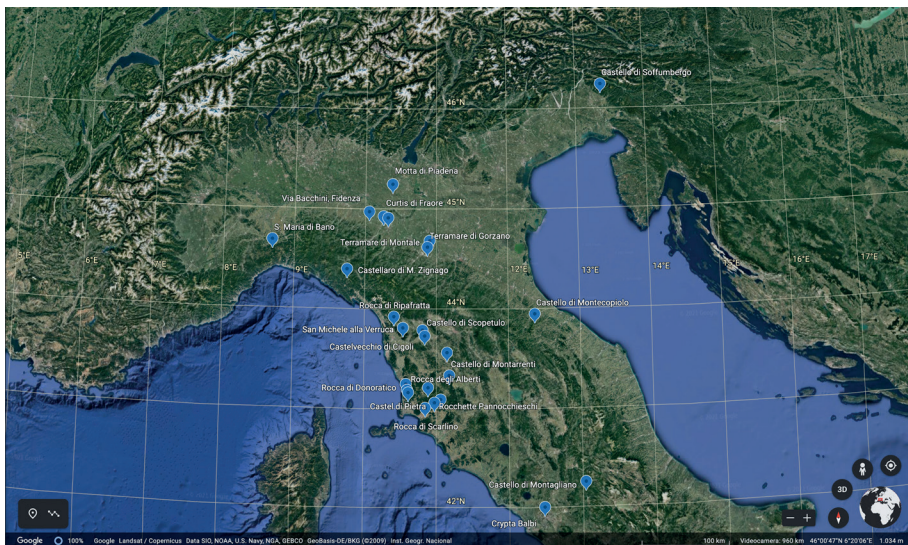 Castello di Soffumbergo
46°N
Motta di Piadena
Via Bacchini, Fidenza
Curtis di Fraore
45°N
S. Maria di Bano
Terramare di Gorzano
Terramare di Montale
5°E
6°E
7°E
8°E
9°E
Castellaro di M. Zignago
12°E
13°E
14°E
15°E
16°E
17°E
Rocca di Ripafratta
44°N
Castello di Montecopiolo
San Michele alla Verruca
Castello di Scopetulo
Castelvecchio di Cigoli
Castello di Montarrenti
Rocca degli Alberti
Rocca di Donoratico
Castel di Pietra
Rocchette Pannocchieschi
Rocca di Scarlino
Castello di Montagliano
3D
42°N
Crypta Balbi
Google
100%
Google Landsat / Copernicus Data SIO, NOAA, U.S. Navy, NGA, GEBCO GeoBasis-DE/BKG (©2009) Inst. Geogr. Nacional
100 km
Videocamera: 960 km 46°00'47"N 6°20'06"E 1.034 m